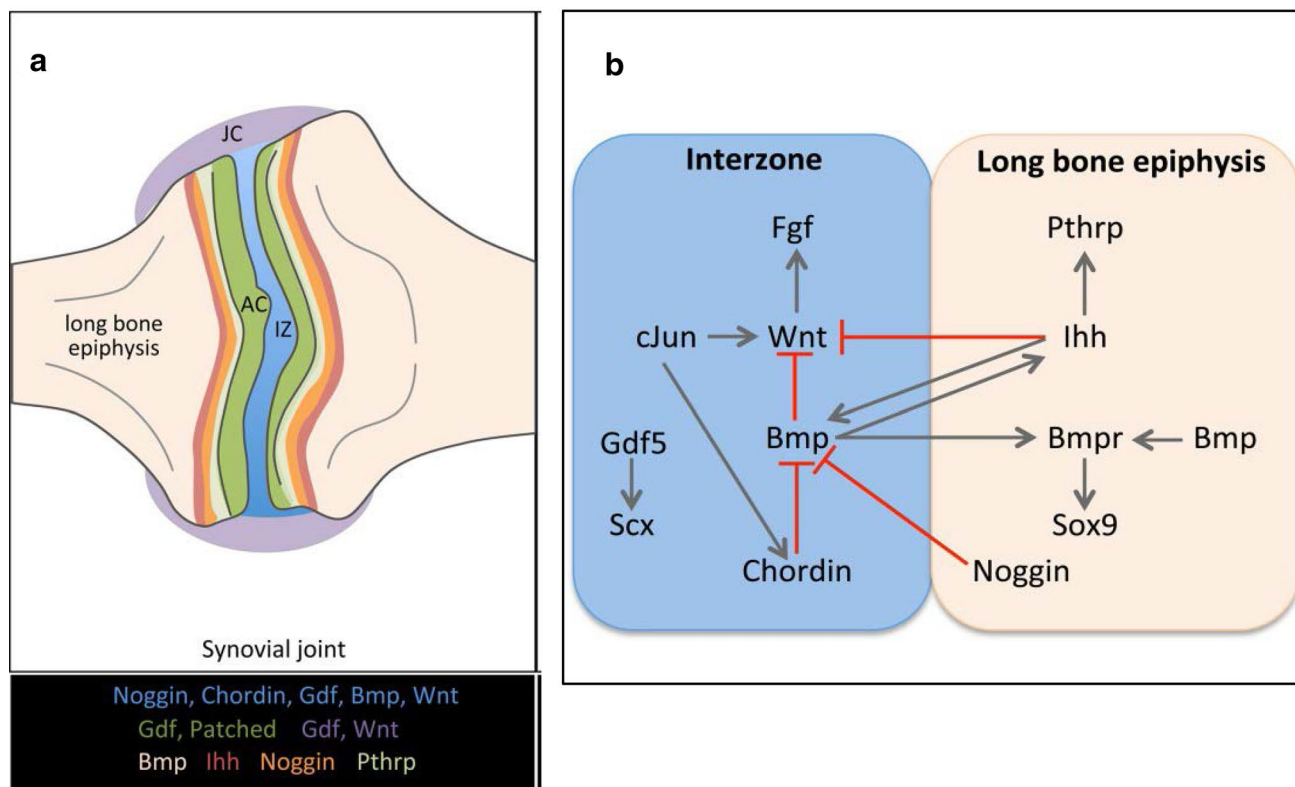 a
JC
AC
IZ
long bone
epiphysis
Synovial joint
Noggin, Chordin, Gdf, Bmp, Wnt
Gdf, Patched Gdf, Wnt
Bmp Ihh Noggin Pthrp
b
Interzone
Long bone epiphysis
Fgf
Pthrp
cJun
Wnt
Ihh
Gdf5
Bmp
Bmpr
Bmp
Scx
Sox9
Chordin
Noggin